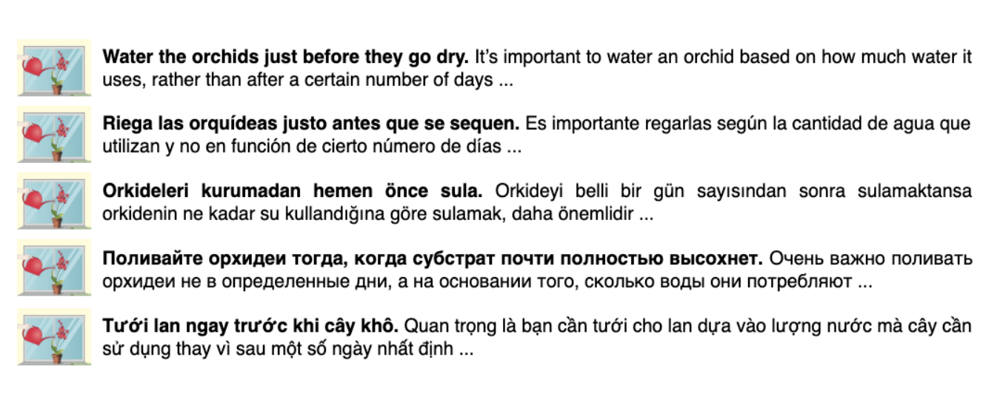 Water the orchids just before they go dry. It’s important to water an orchid based on how much water it
uses, rather than after a certain number of days ...
Riega las orquídeas justo antes que se sequen. Es importante regarlas según la cantidad de agua que
utilizan y no en función de cierto número de días ...
Orkideleri kurumadan hemen önce sula. Orkideyi belli bir gün sayısından sonra sulamaktansa
orkidenin ne kadar su kullandığına göre sulamak, daha önemlidir ...
Поливайте орхидеи тогда, когда субстрат почти полностью высохнет. Очень важно поливать
орхидеи не в определенные дни, а на основании того, сколько воды они потребляют ...
Tưới lan ngay trước khi cây khô. Quan trọng là bạn cần tưới cho lan dựa vào lượng nước mà cây cần
sử dụng thay vì sau một số ngày nhất định ...